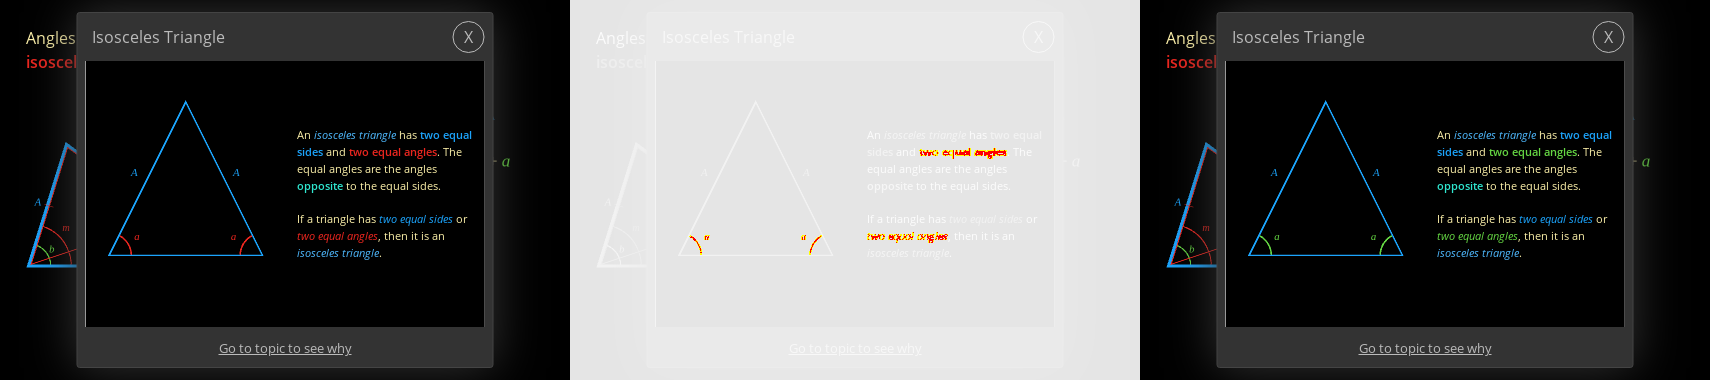 Angles
isoscel
Isosceles Triangle
X
An isosceles triangle has two equal
sides and two equal angles. The
equal angles are the angles
opposite to the equal sides.
If a triangle has two equal sides or
two equal angles, then it is an
isosceles triangle.
A
A
a
a
A
m
b
a
Go to topic to see why
Angles
isoscel
Isosceles Triangle
X
An isosceles triangle has two equal
sides and two equal angles. The
equal angles are the angles
opposite to the equal sides.
If a triangle has two equal sides or
two equal angles, then it is an
isosceles triangle.
A
A
a
a
A
b
a
Go to topic to see why
Angles
isoscel
Isosceles Triangle
X
An isosceles triangle has two equal
sides and two equal angles. The
equal angles are the angles
opposite to the equal sides.
If a triangle has two equal sides or
two equal angles, then it is an
isosceles triangle.
A
A
a
a
A
m
b
a
Go to topic to see why